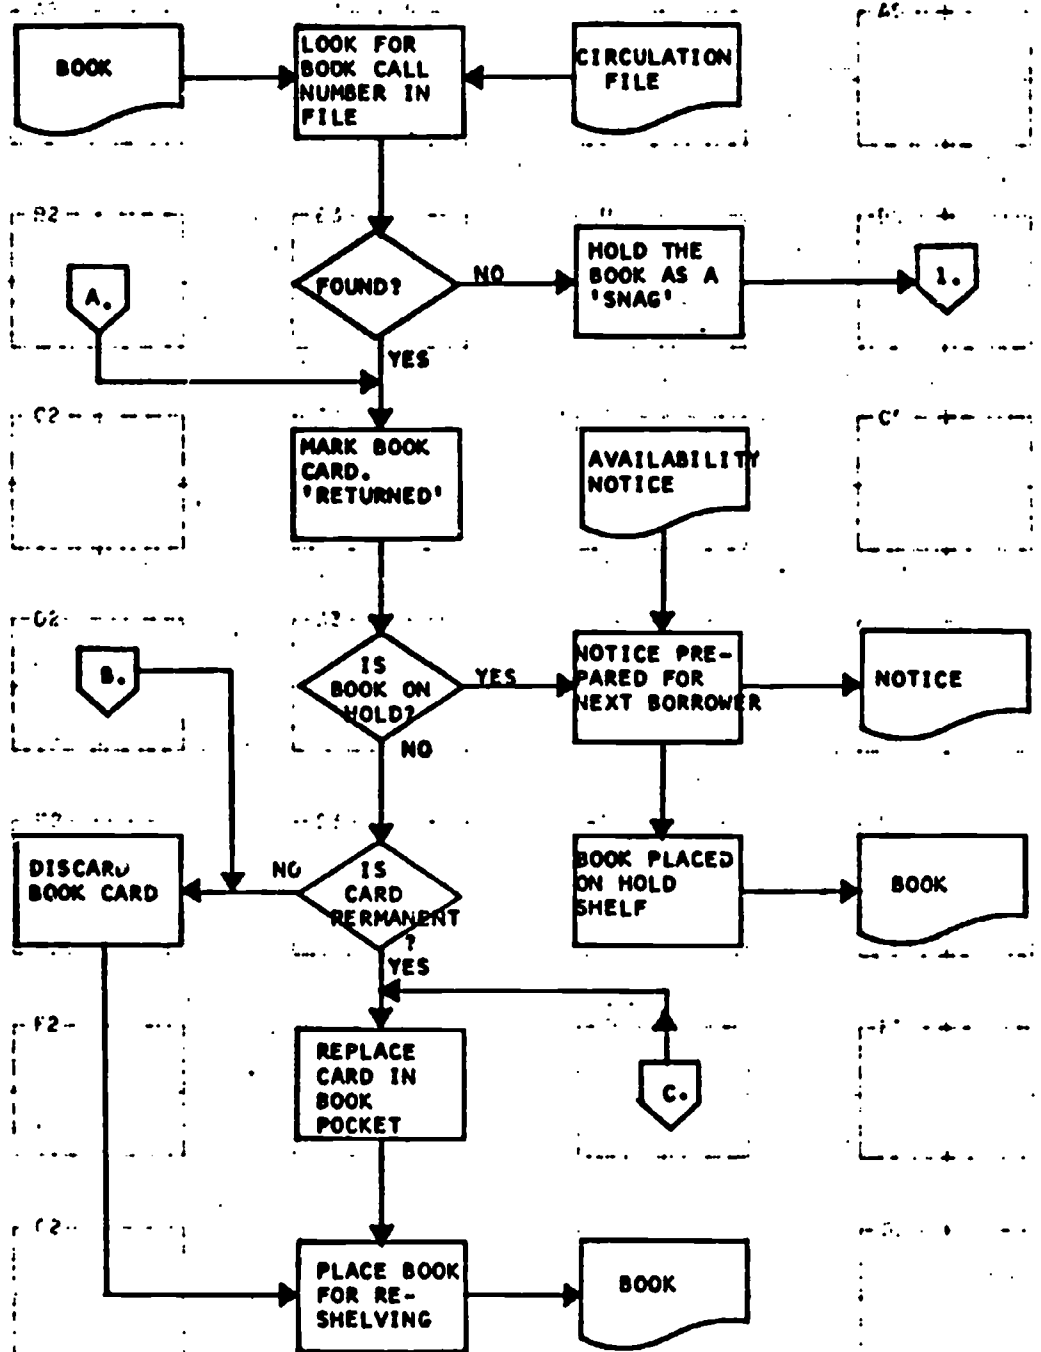 BOOK
LOOK FOR
BOOK CALL
NUMBER IN
FILE
CIRCULATION
FILE
A.
FOUND?
NO
HOLD THE
BOOK AS A
'SNAG'
1.
YES
C2
MARK BOOK
CARD.
'RETURNED'
AVAILABILITY
NOTICE
B.
IS
BOOK ON
HOLD?
YES
NOTICE PRE-
PARED FOR
NEXT BORROWER
NOTICE
NO
DISCARD
BOOK CARD
NO
IS
CARD
PERMANENT
?
YES
BOOK PLACED
ON HOLD
SHELF
BOOK
F2
REPLACE
CARD IN
BOOK
POCKET
C.
PLACE BOOK
FOR RE-
SHELVING
BOOK